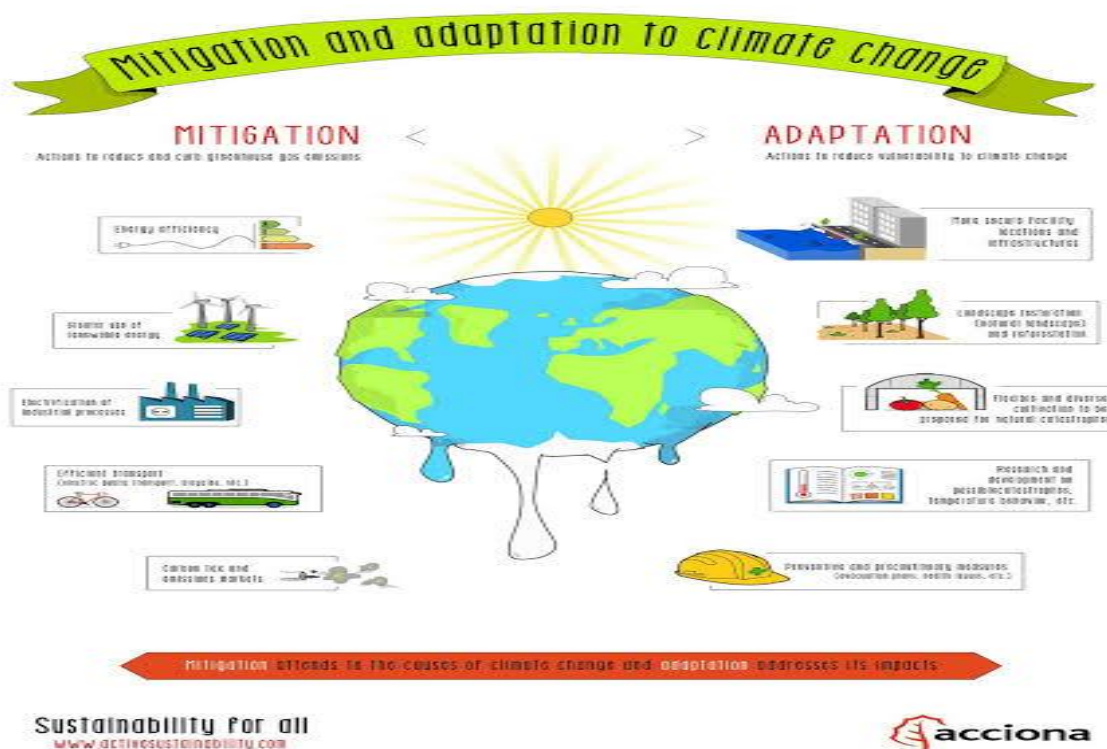 Mitigation and adaptation to climate change
MITIGATION
Actions to reduce and curb greenhouse gas emissions
ADAPTATION
Actions to reduce vulnerability to climate change
Energy efficiency
Greater use of
renewable energy
Electrification of
industrial processes
Efficient transport
(electric public transport, bicycle, etc.)
Carbon tax and
emissions markets
Make secure facility
locations and
infrastructures
Landscape restoration
(natural landscape)
and reforestation
Flexible and diverse
cultivation to be
prepared for natural catastrophes
Research and
development on
possible catastrophes,
temperature behavior, etc.
Preventive and precautionary measures
(evacuation plans, health issues, etc.)
Mitigation attends to the causes of climate change and adaptation addresses its impacts
Sustainability for all
www.activesustainability.com
acciona